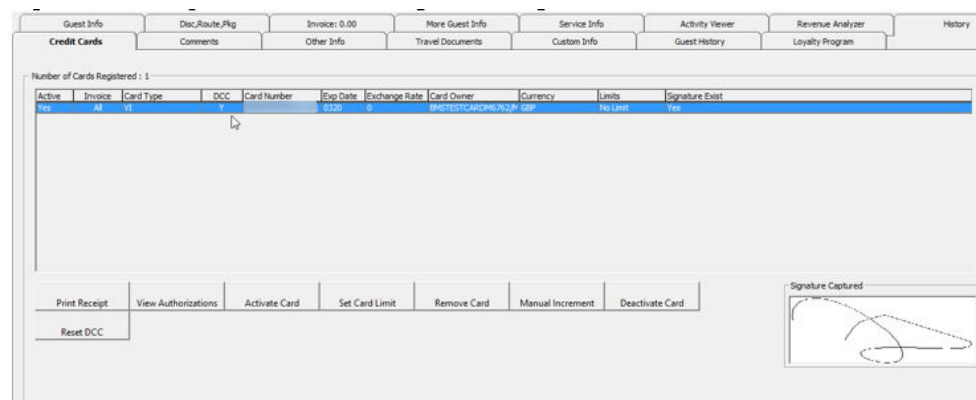 Guest Info Disc,Route,Pkg Invoice: 0.00 More Guest Info Service Info Activity Viewer Revenue Analyzer History
Credit Cards Comments Other Info Travel Documents Custom Info Guest History Loyalty Program
Number of Cards Registered : 1
Active Invoice Card Type DCC Card Number Exp Date Exchange Rate Card Owner Currency Limits Signature Exist
Yes All VI Y 0320 0 EMSTESTCARDM6762/M GBP No Limit Yes
Print Receipt View Authorizations Activate Card Set Card Limit Remove Card Manual Increment Deactivate Card
Signature Captured
Reset DCC